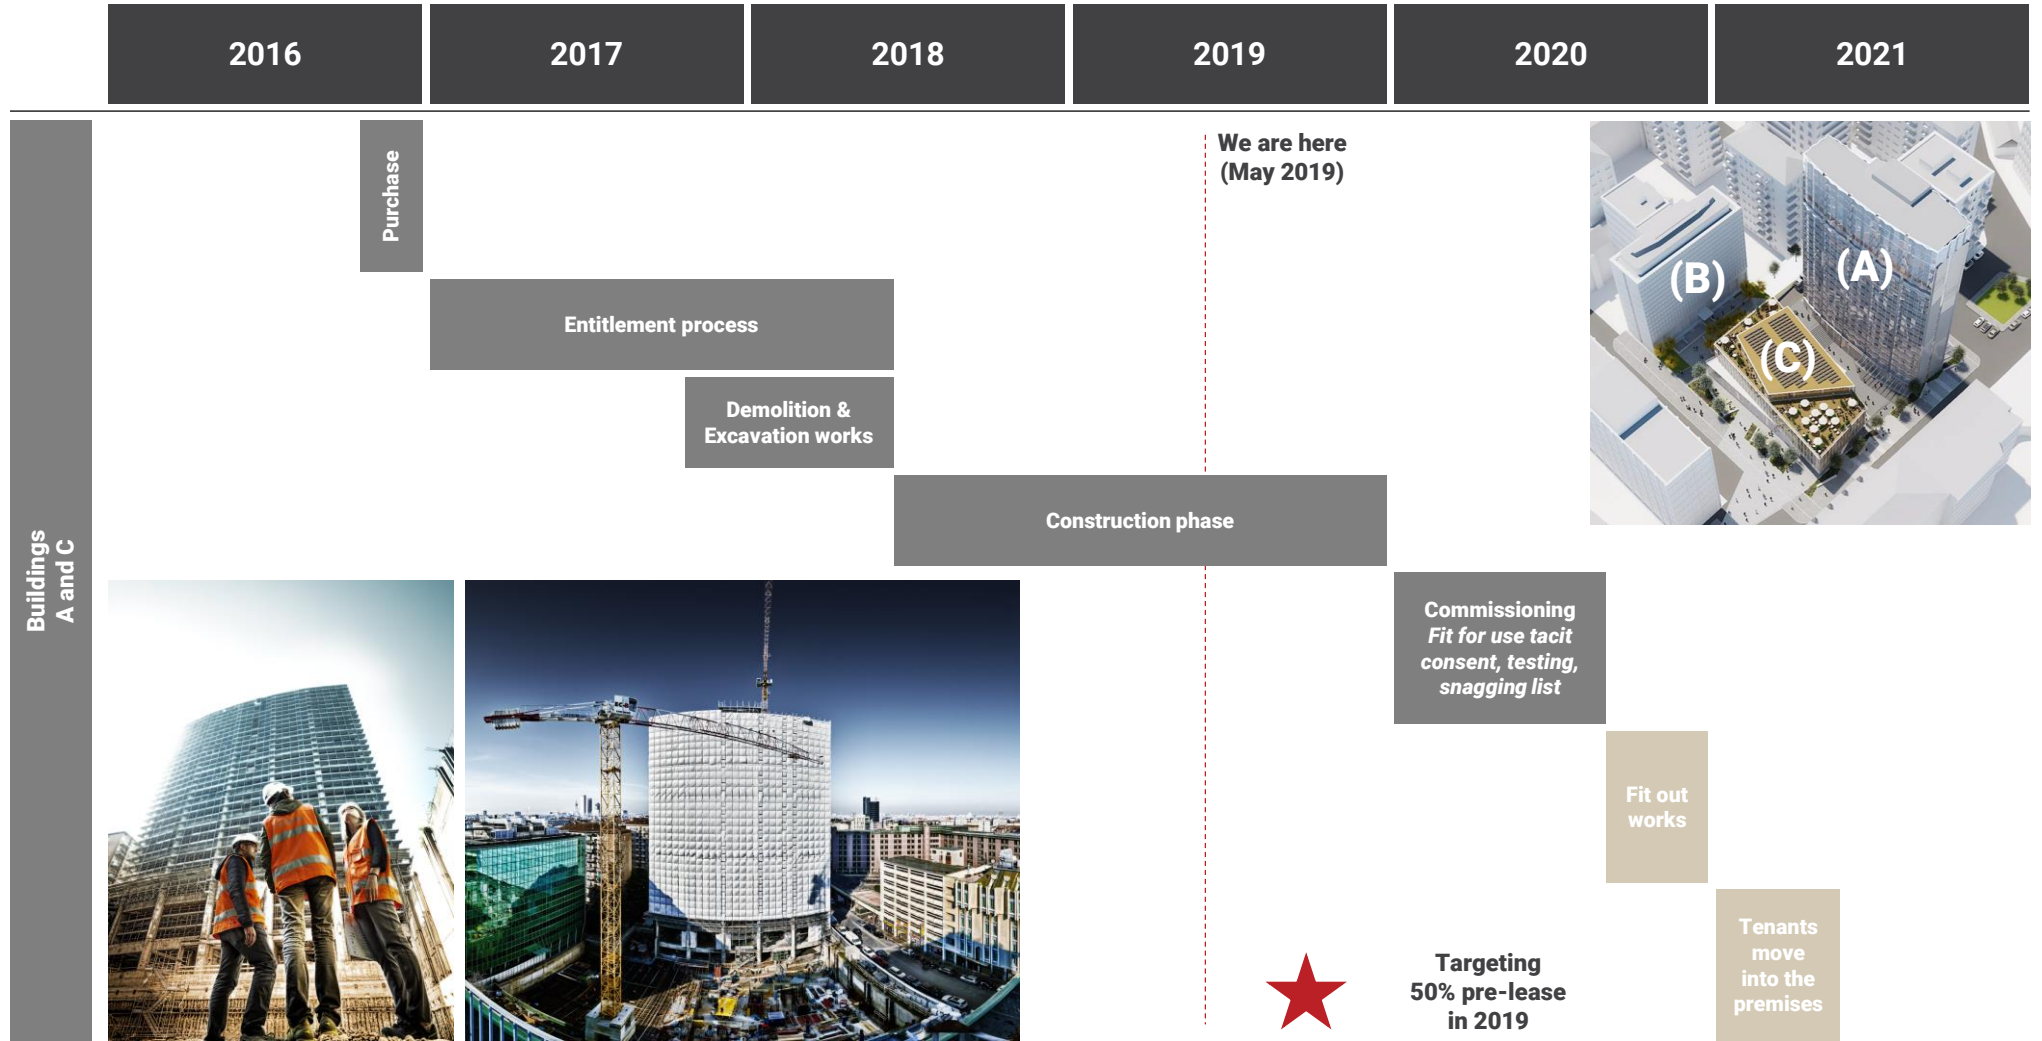 2016
2017
2018
2019
2020
2021
Buildings
A and C
Purchase
We are here
(May 2019)
(A)
(B)
(C)
Entitlement process
Demolition &
Excavation works
Construction phase
Commissioning
Fit for use tacit
consent, testing,
snagging list
Fit out
works
Tenants
move
into the
premises
Targeting
50% pre-lease
in 2019